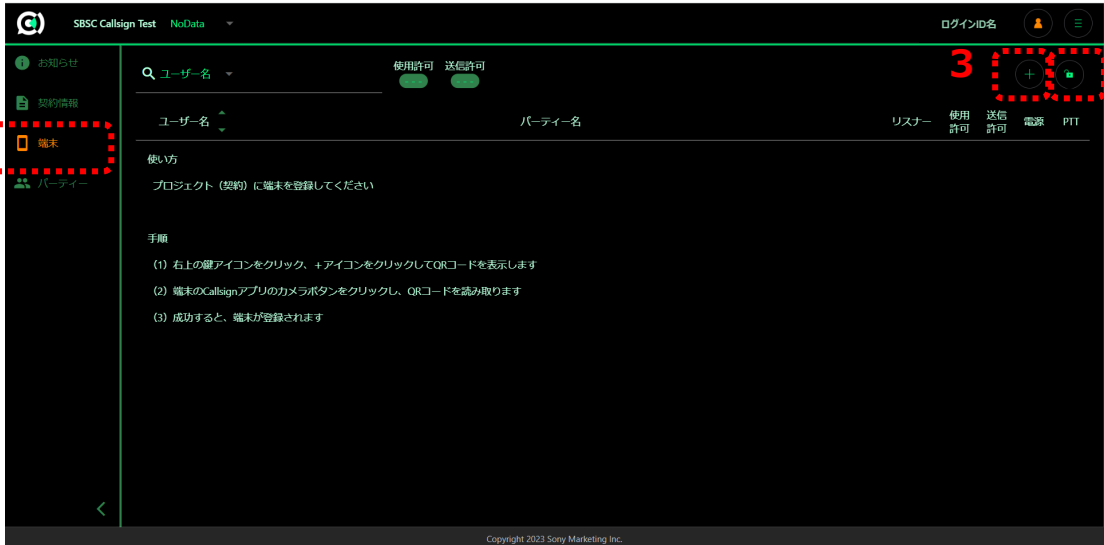 SBSC Callsign Test NoData ログインID名
お知らせ
契約情報
端末
パーティー
3
ユーザー名 使用許可 送信許可
--- ---
ユーザー名 パーティー名 リスナー 使用許可 送信許可 電源 PTT
使い方
プロジェクト（契約）に端末を登録してください
手順
（1）右上の鍵アイコンをクリック、+アイコンをクリックしてQRコードを表示します
（2）端末のCallsignアプリのカメラボタンをクリックし、QRコードを読み取ります
（3）成功すると、端末が登録されます
Copyright 2023 Sony Marketing Inc.